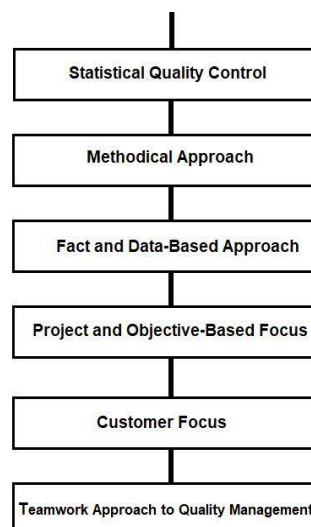 Statistical Quality Control
Methodical Approach
Fact and Data-Based Approach
Project and Objective-Based Focus
Customer Focus
Teamwork Approach to Quality Management